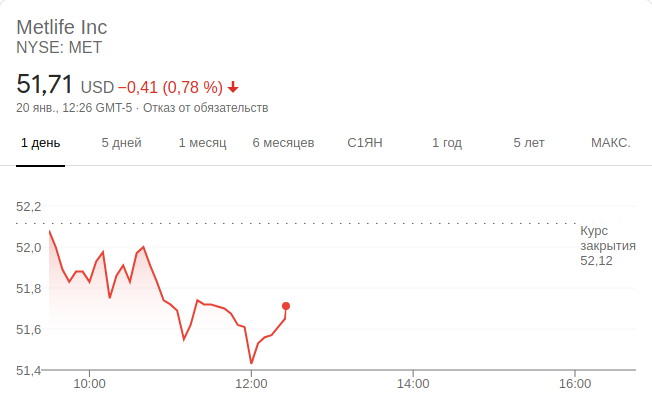 Metlife Inc
NYSE: MET
51,71 USD −0,41 (0,78 %)
20 янв., 12:26 GMT-5 · Отказ от обязательств
1 день 5 дней 1 месяц 6 месяцев С1ЯН 1 год 5 лет МАКС.
52,2
Курс
закрытия
52,12
52,0
51,8
51,6
51,4
10:00 12:00 14:00 16:00